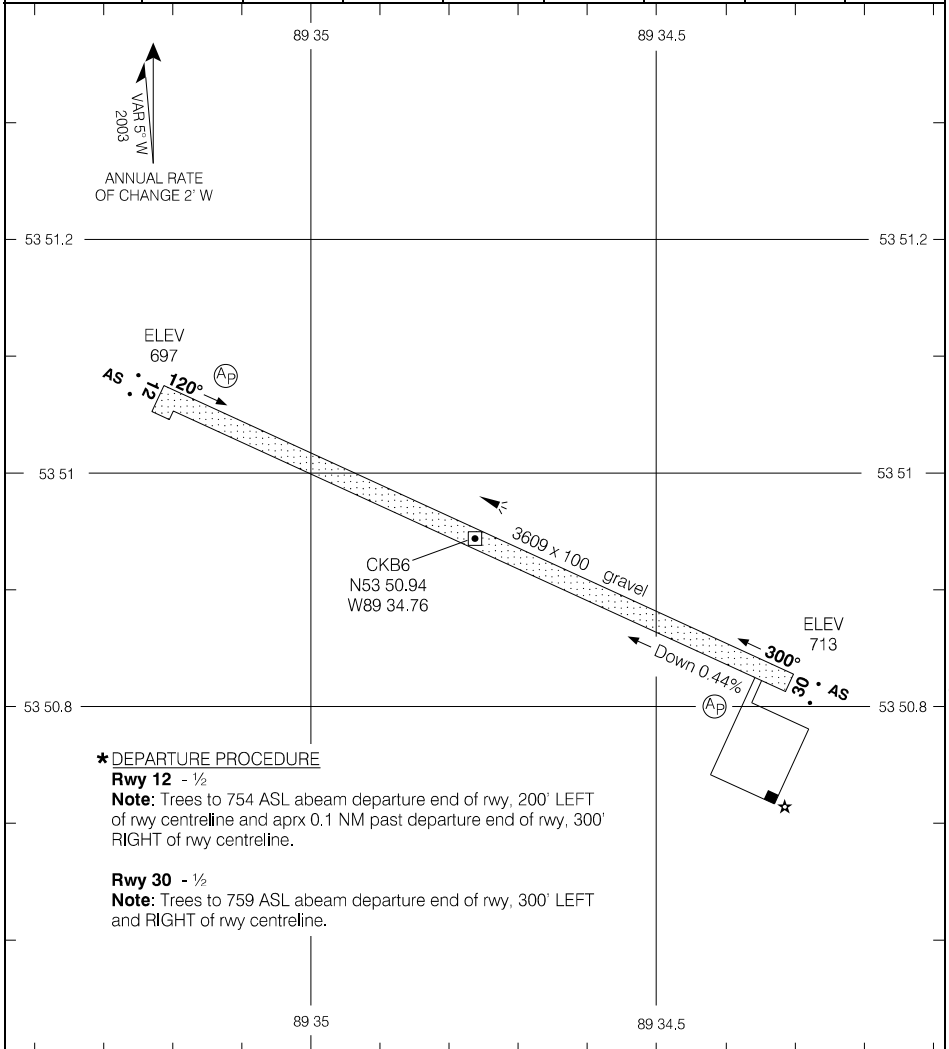 89 35
89 34.5
VAR 5° W
2003
ANNUAL RATE
OF CHANGE 2' W
53 51.2
53 51.2
ELEV
697
AS
12
120°
AP
53 51
53 51
3609 x 100 gravel
CKB6
N53 50.94
W89 34.76
ELEV
713
300°
30
AS
Down 0.44%
AP
53 50.8
53 50.8
* DEPARTURE PROCEDURE
Rwy 12 - ½
Note: Trees to 754 ASL abeam departure end of rwy, 200' LEFT
of rwy centreline and aprx 0.1 NM past departure end of rwy, 300'
RIGHT of rwy centreline.
Rwy 30 - ½
Note: Trees to 759 ASL abeam departure end of rwy, 300' LEFT
and RIGHT of rwy centreline.
89 35
89 34.5